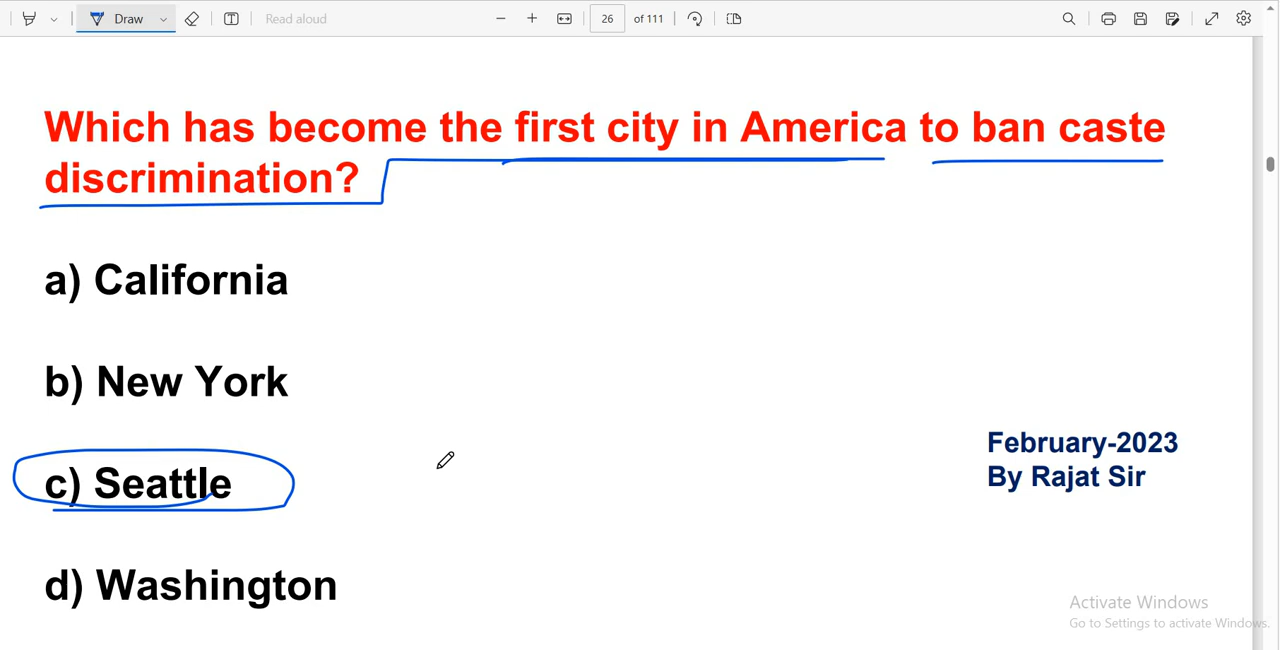 Draw
Read aloud
26
of 111
Which has become the first city in America to ban caste
discrimination?
a) California
b) New York
c) Seattle
February-2023
By Rajat Sir
d) Washington
Activate Windows
Go to Settings to activate Windows.